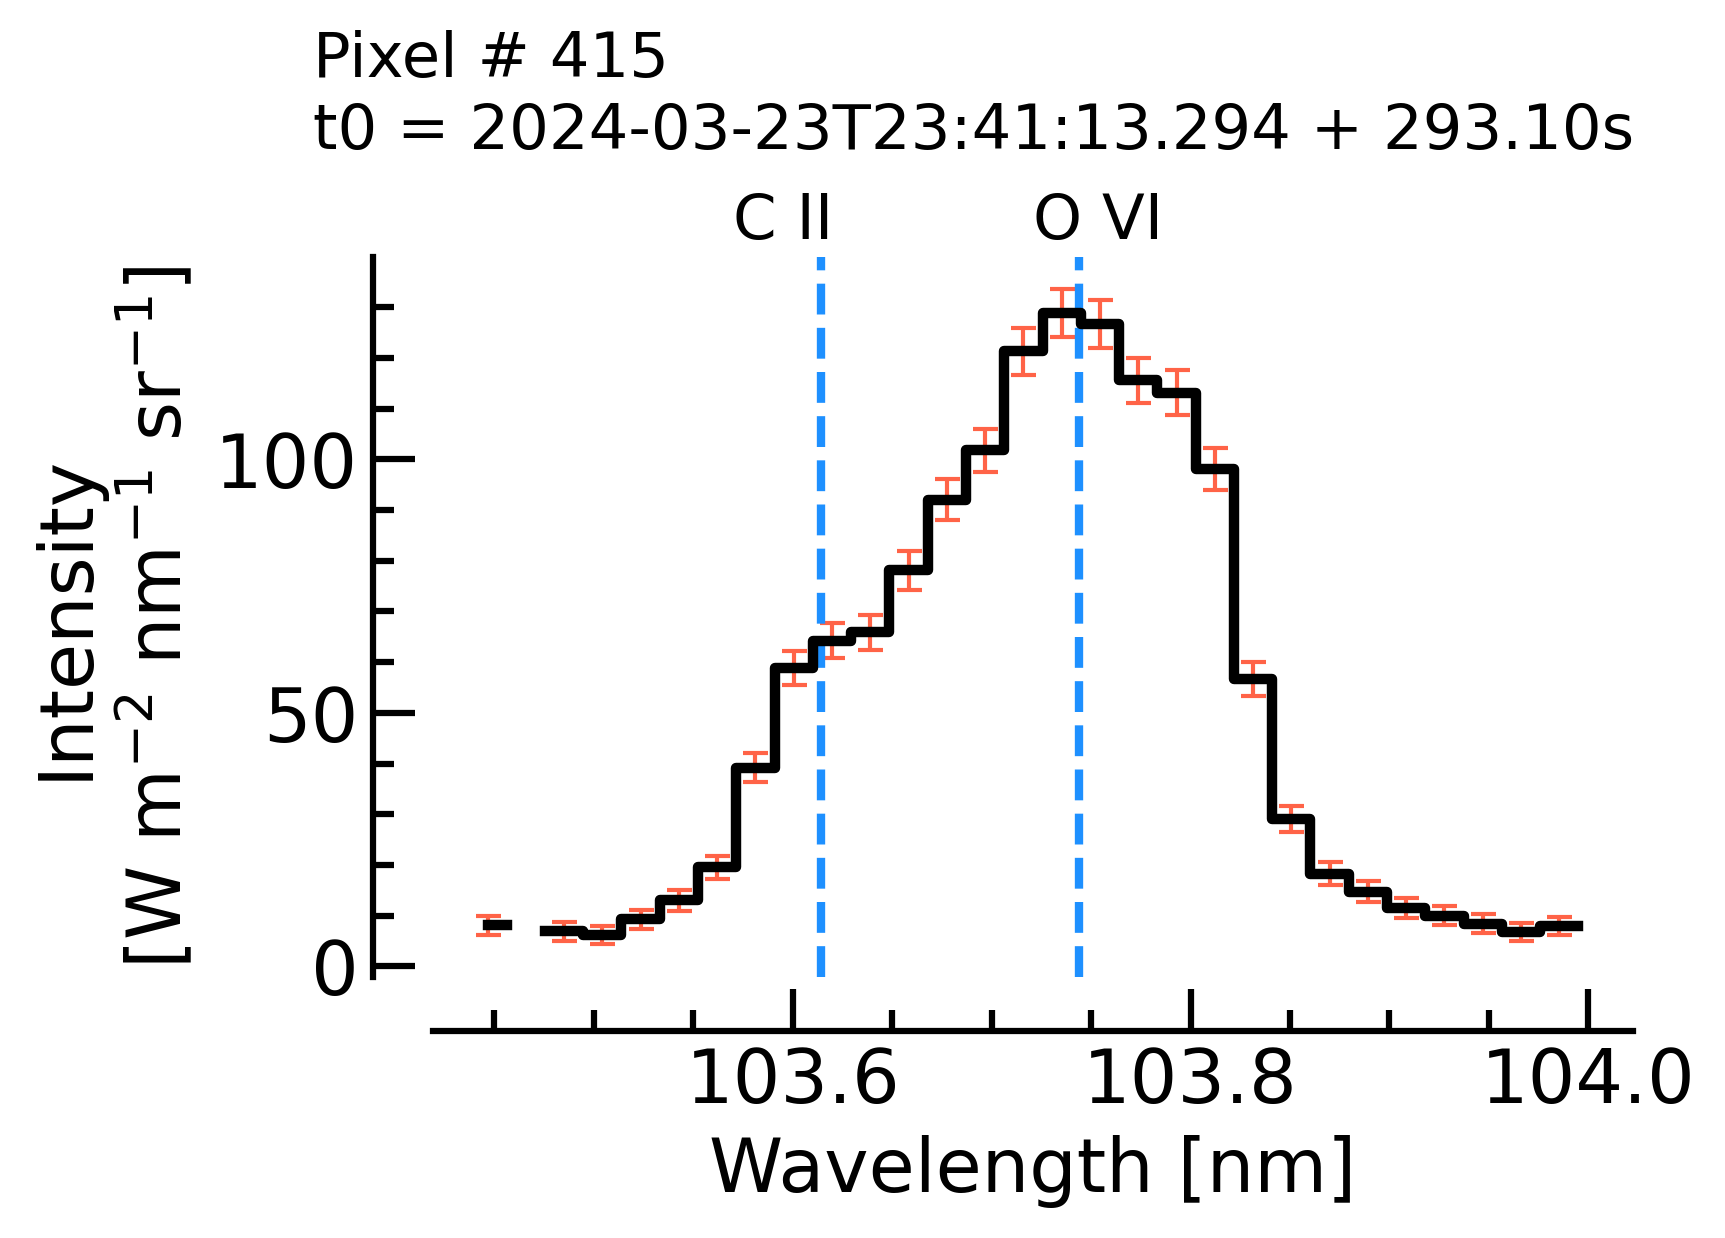 Pixel # 415
t0 = 2024-03-23T23:41:13.294 + 293.10s
C II
O VI
Intensity
[W m⁻² nm⁻¹ sr⁻¹]
100
50
0
103.6
103.8
104.0
Wavelength [nm]